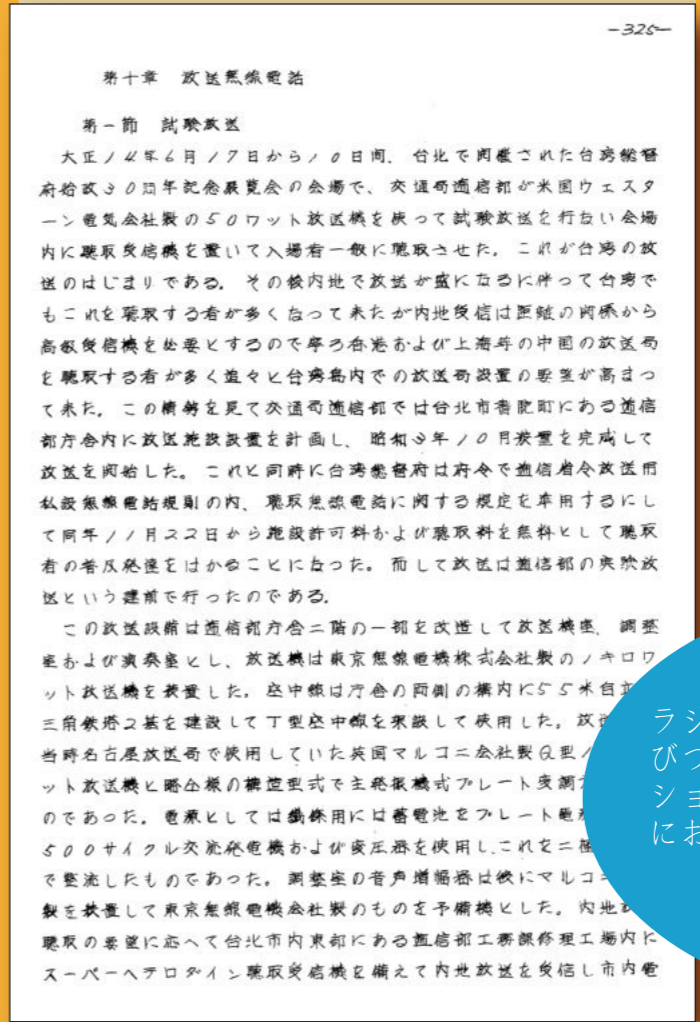 -325-
第十章 放送無線電話
第一節 試験放送
大正14年6月17日から10日間、台北で開催された台湾総督
府始政30周年記念展覧会の会場で、交通局逓信部が米国ウェスタ
ーン電気会社製の50ワット放送機を使って試験放送を行ない会場
内に聴取受信機を置いて入場者一般に聴取させた。これが台湾の放
送のはじまりである。その後内地で放送が盛になるに伴って台湾で
もこれを聴取する者が多くなって来たが内地受信は距離の関係から
高級受信機を必要とするので寧ろ香港および上海等の中国の放送局
を聴取する者が多く益々と台湾島内での放送局設置の要望が高まっ
て来た。この情勢を見て交通局逓信部では台北市書院町にある逓信
部庁舎内に放送施設設置を計画し、昭和3年10月装置を完成して
放送を開始した。これと同時に台湾総督府は府令で逓信省令放送用
私設無線電話規則の内、聴取無線電話に関する規定を準用するにし
て同年11月22日から施設許可料および聴取料を無料として聴取
者の普及発達をはかることになった。而して放送は逓信部の実験放
送という建前で行ったのである。
この放送設備は逓信部庁舎二階の一部を改造して放送機室、調整
室および演奏室とし、放送機は東京無線電機株式会社製の1キロワ
ット放送機を装置した。空中線は庁舎の両側の構内に55米自立
三角鉄塔2基を建設して丁型空中線を架設して使用した。放
当時名古屋放送局で使用していた英国マルコニ会社製Q型
ット放送機と略仝様の構造型式で主発振機式プレート変調
のであった。電源としては繊条用には蓄電池をプレート電
500サイクル交流発電機および変圧器を使用し、これを二極
で整流したものであった。調整室の音声増幅器は後にマルコニ
製を装置して東京無線電機会社製のものを予備機とした。内地
聴取の要望に応へて台北市内東部にある逓信部工務課修理工場内に
スーパーヘテロダイン聴取受信機を備えて内地放送を受信し市内電
ラジ
びつ
ショ
にお